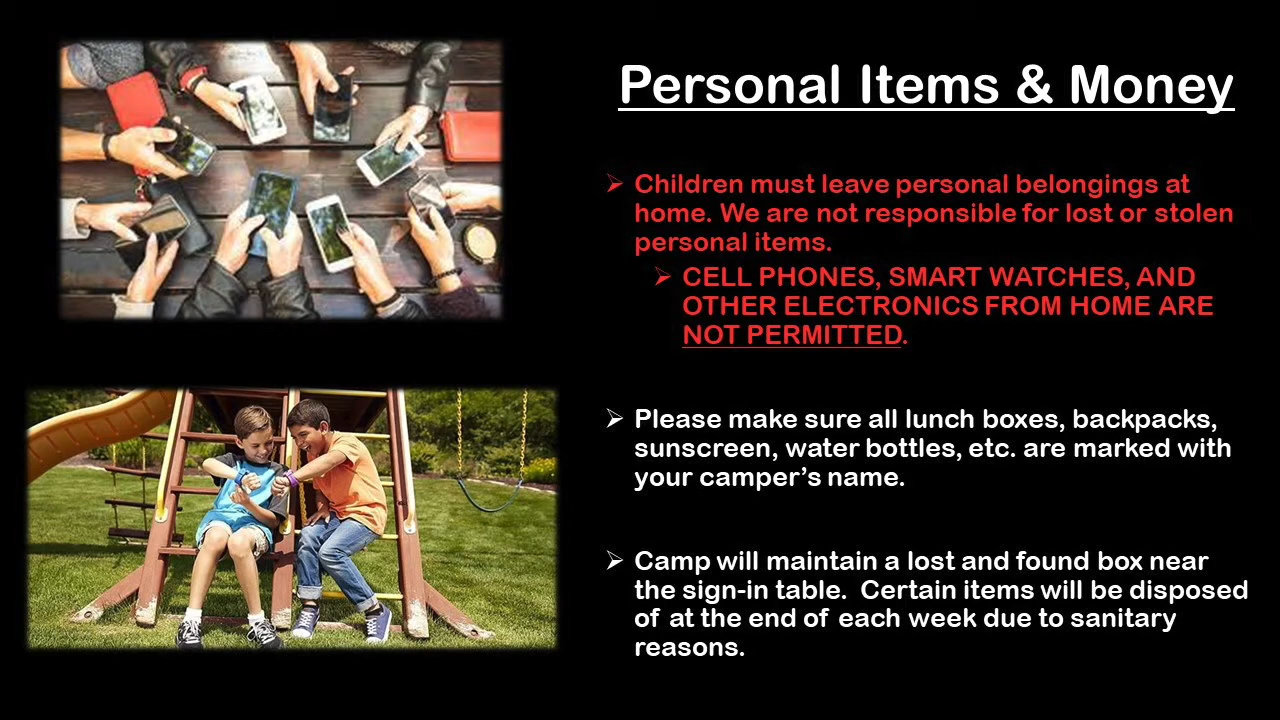 Personal Items & Money
➢ Children must leave personal belongings at
home. We are not responsible for lost or stolen
personal items.
➢ CELL PHONES, SMART WATCHES, AND
OTHER ELECTRONICS FROM HOME ARE
NOT PERMITTED.
➢ Please make sure all lunch boxes, backpacks,
sunscreen, water bottles, etc. are marked with
your camper’s name.
➢ Camp will maintain a lost and found box near
the sign-in table.  Certain items will be disposed
of at the end of each week due to sanitary
reasons.